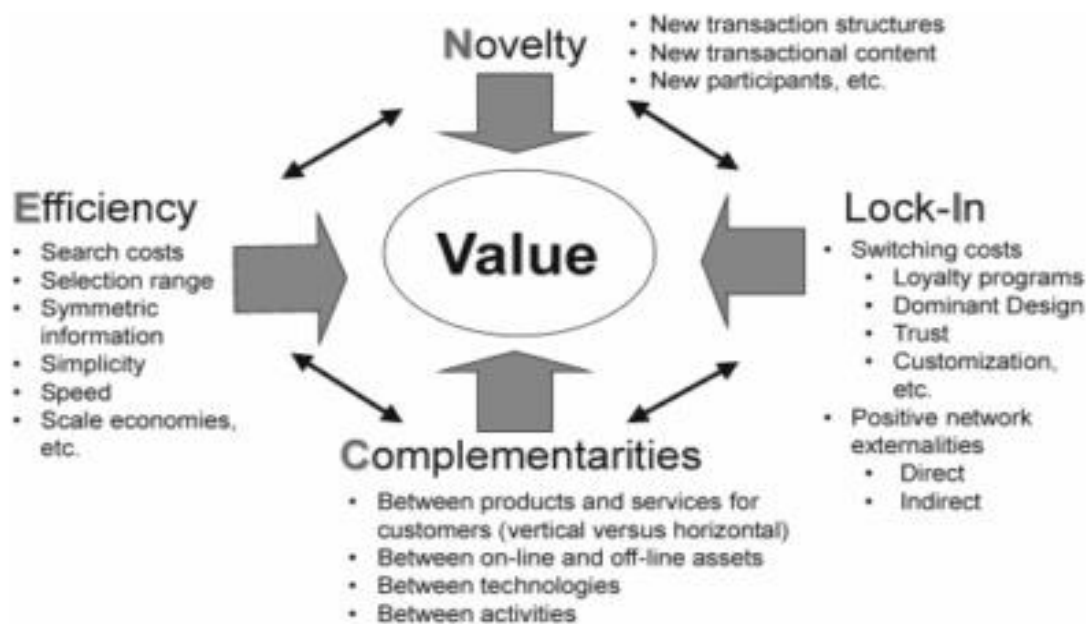 Novelty
• New transaction structures
• New transactional content
• New participants, etc.
Efficiency
• Search costs
• Selection range
• Symmetric
information
• Simplicity
• Speed
• Scale economies,
etc.
Value
Lock-In
• Switching costs
• Loyalty programs
• Dominant Design
• Trust
• Customization,
etc.
• Positive network
externalities
• Direct
• Indirect
Complementarities
• Between products and services for
customers (vertical versus horizontal)
• Between on-line and off-line assets
• Between technologies
• Between activities